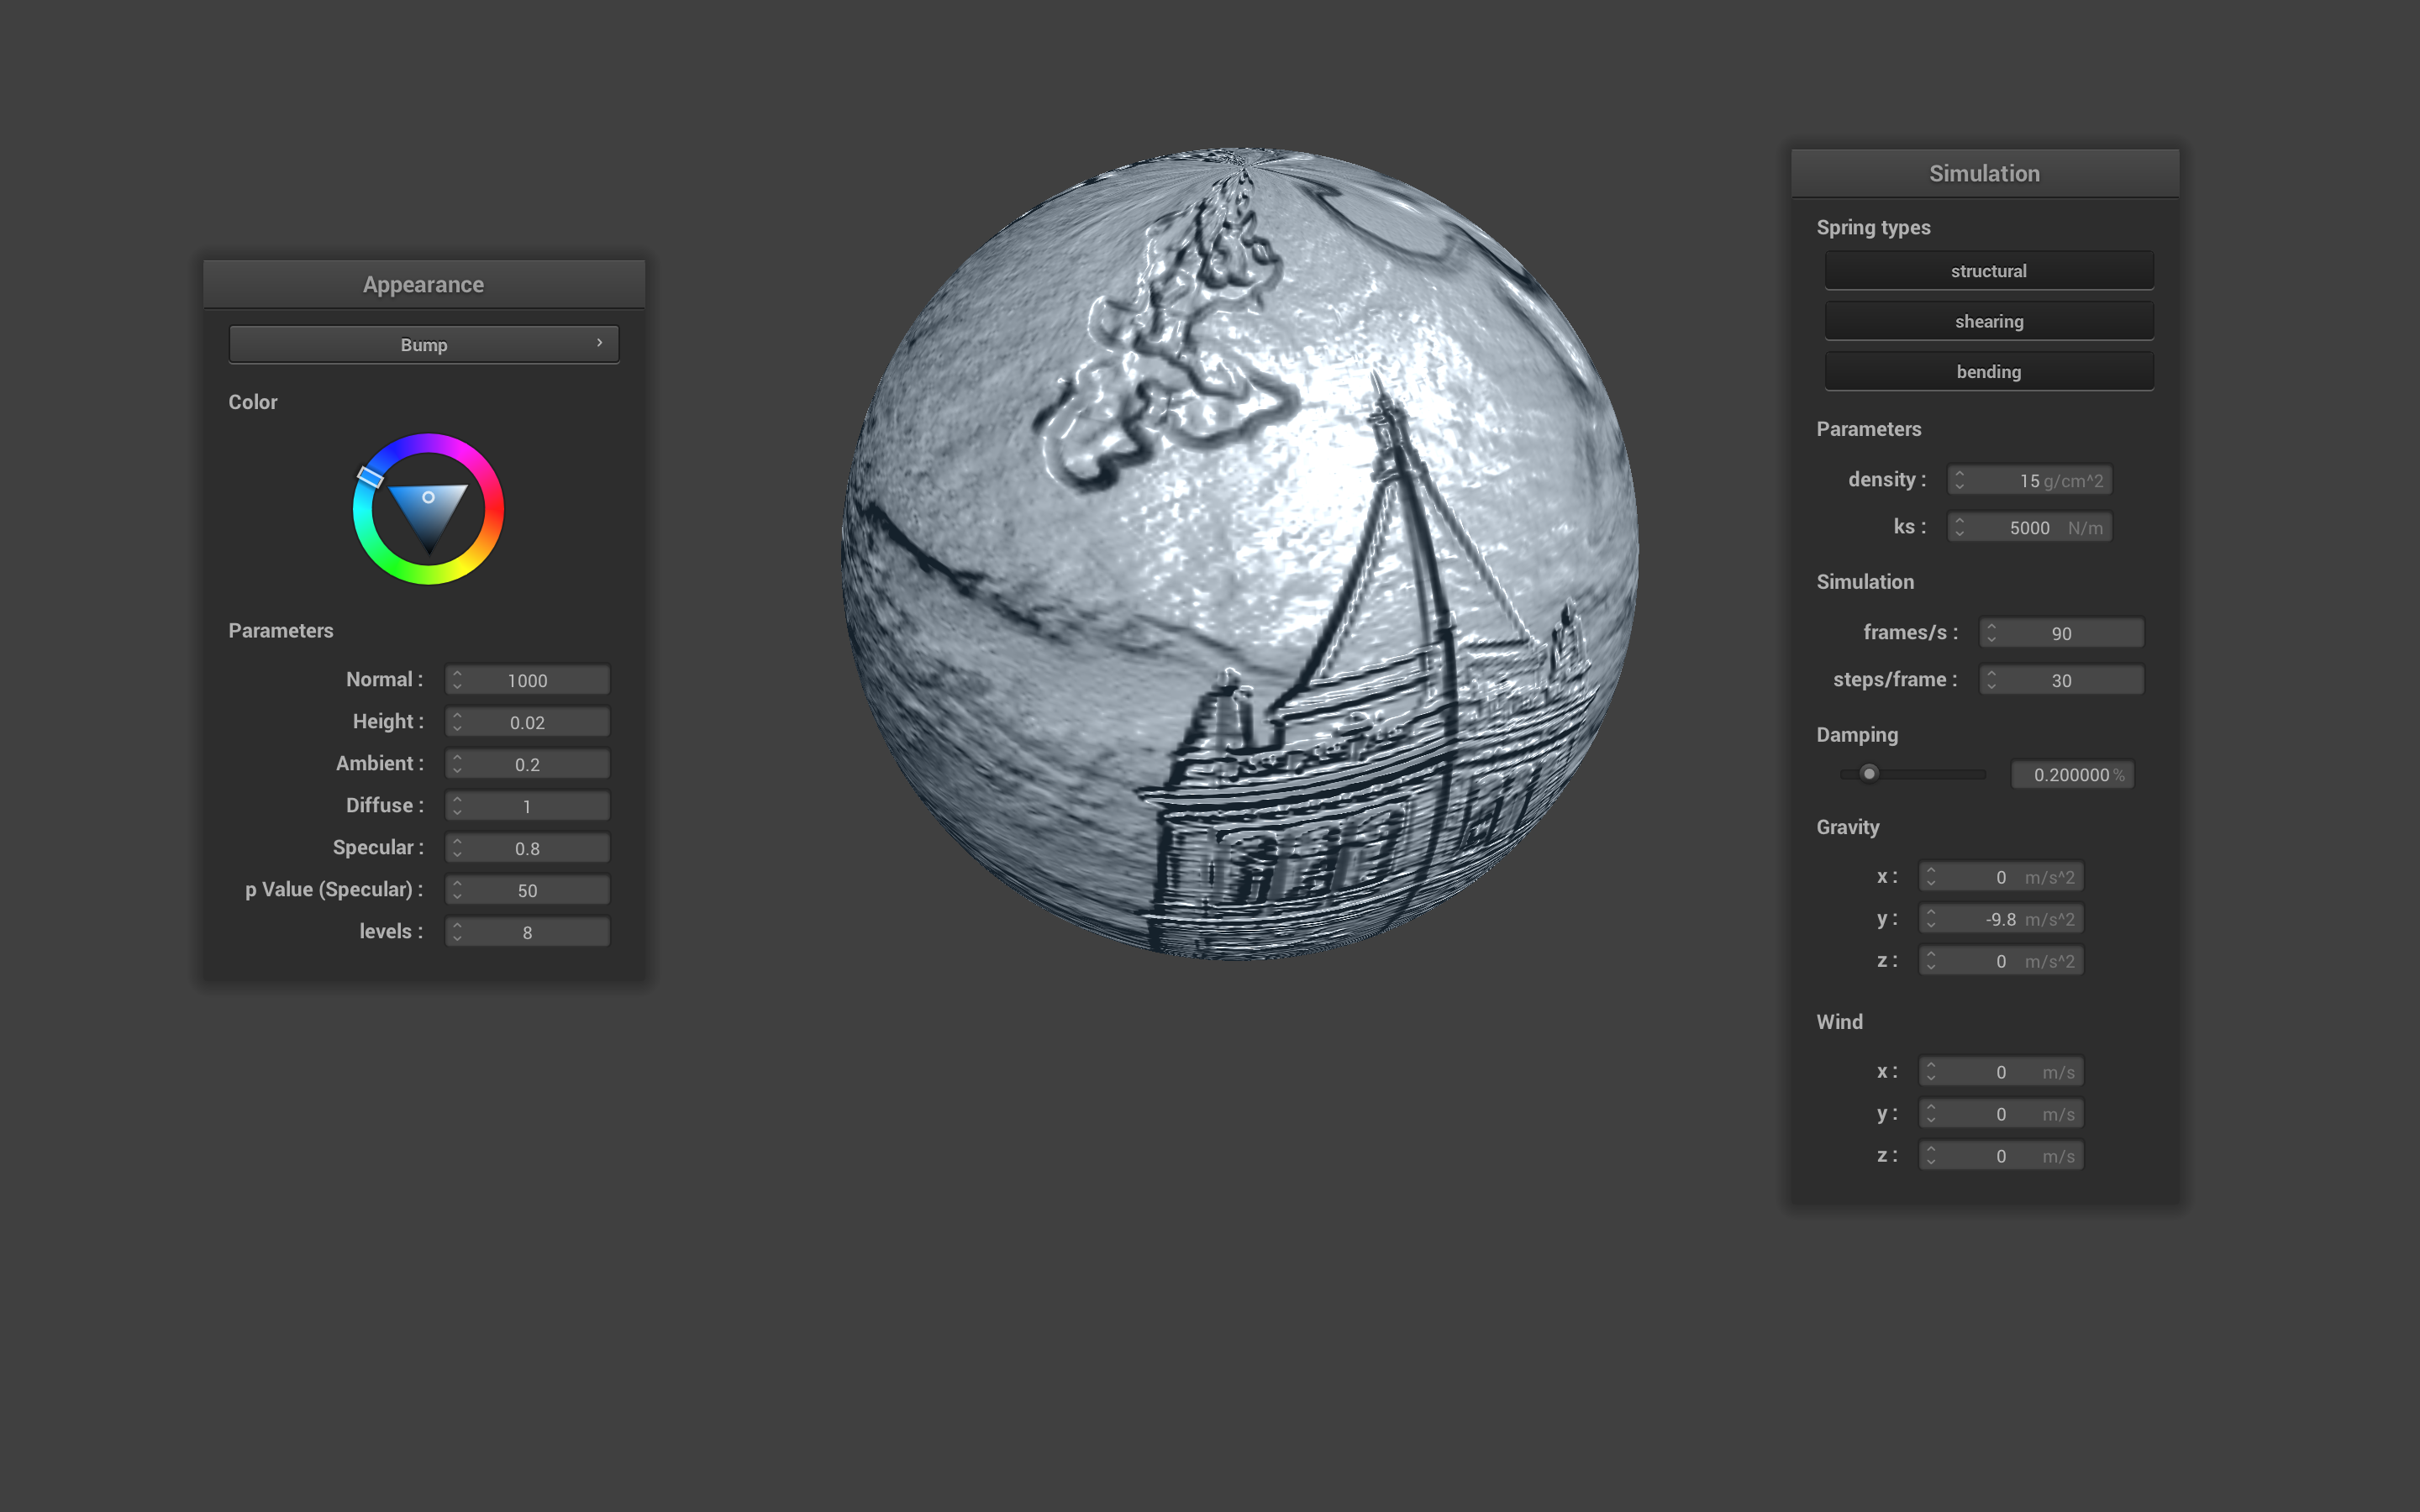 Appearance
Bump
Color
Parameters
Normal : 1000
Height : 0.02
Ambient : 0.2
Diffuse : 1
Specular : 0.8
p Value (Specular) : 50
levels : 8
Simulation
Spring types
structural
shearing
bending
Parameters
density : 15 g/cm^2
ks : 5000 N/m
Simulation
frames/s : 90
steps/frame : 30
Damping
0.200000 %
Gravity
x : 0 m/s^2
y : -9.8 m/s^2
z : 0 m/s^2
Wind
x : 0 m/s
y : 0 m/s
z : 0 m/s